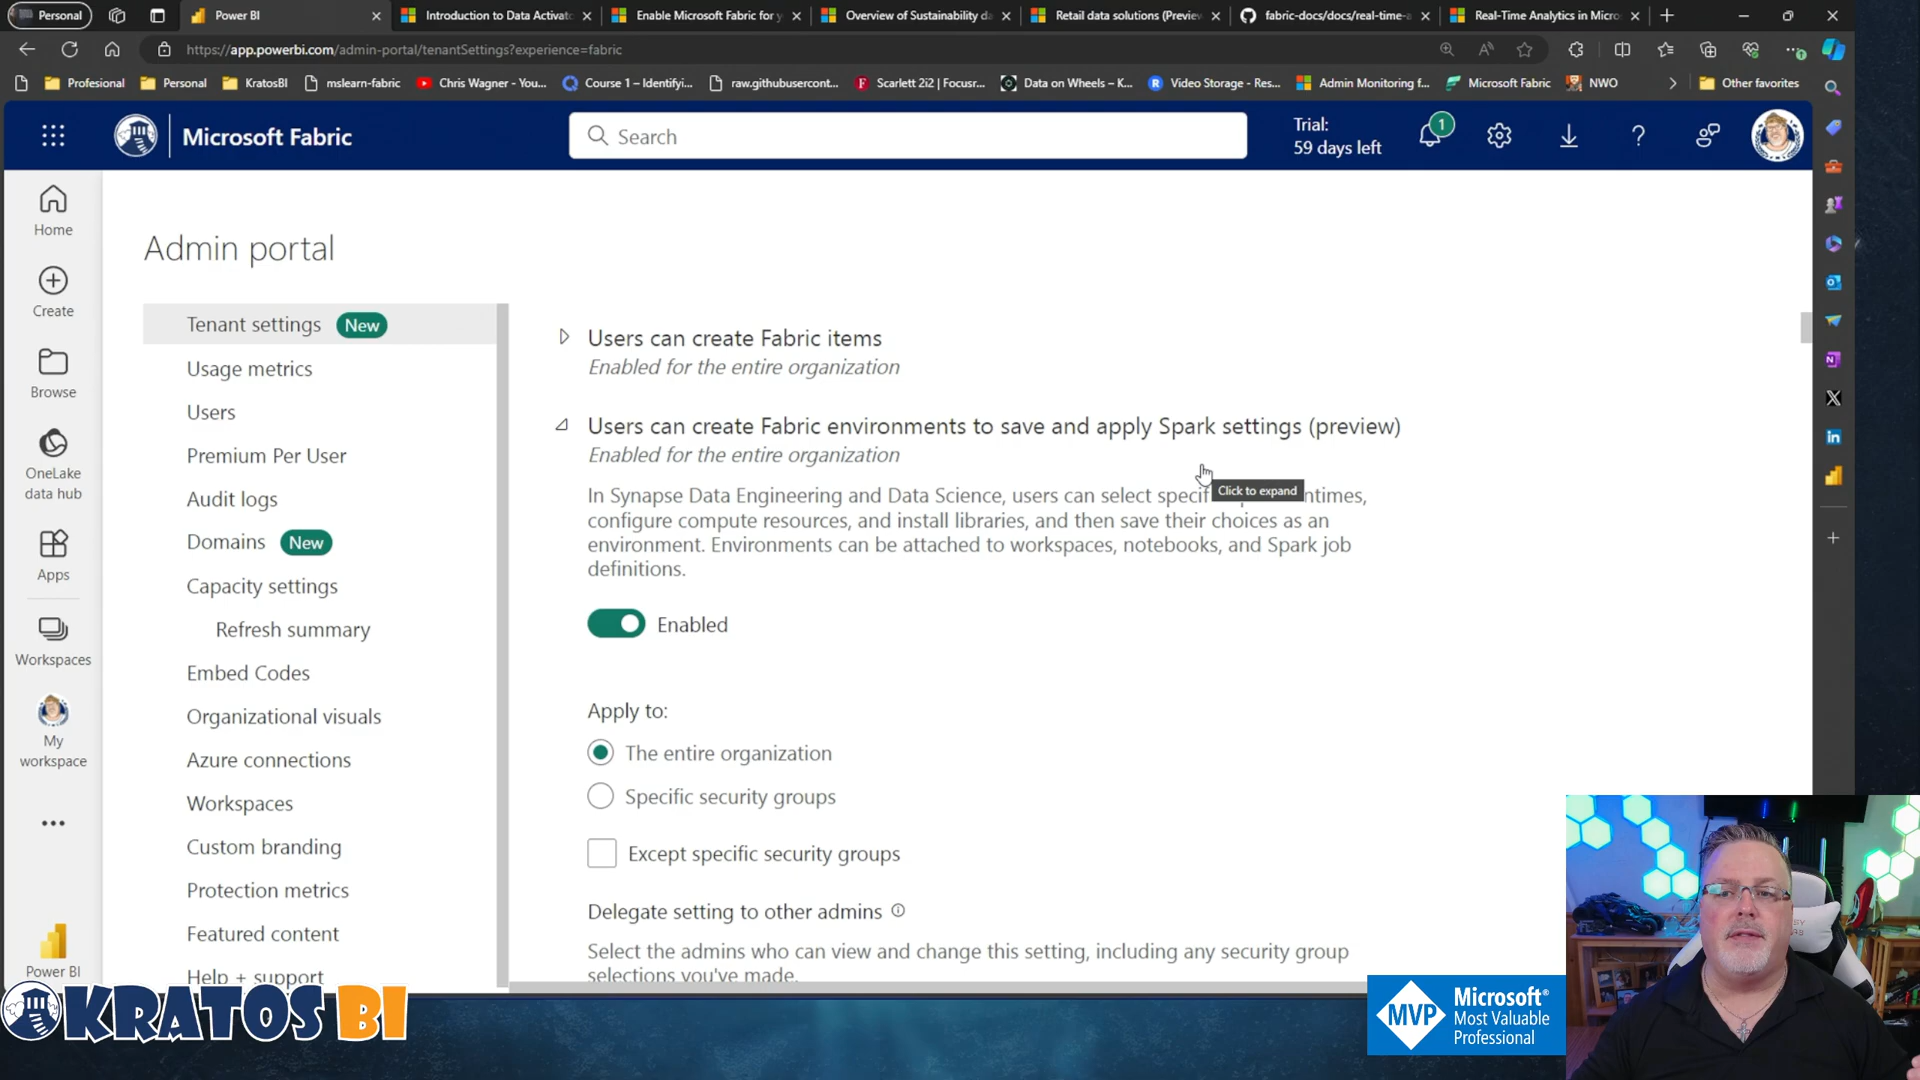 Personal
Power BI
Introduction to Data Activato
Enable Microsoft Fabric for y
Overview of Sustainability da
Retail data solutions (Preview
fabric-docs/docs/real-time-a
Real-Time Analytics in Micro
https://app.powerbi.com/admin-portal/tenantSettings?experience=fabric
Profesional
Personal
KratosBI
mslearn-fabric
Chris Wagner - You...
Course 1 – Identifyi...
raw.githubusercont...
Scarlett 2i2 | Focusr...
Data on Wheels – K...
Video Storage - Res...
Admin Monitoring f...
Microsoft Fabric
NWO
Other favorites
Microsoft Fabric
Search
Trial:
59 days left
1
Home
Create
Browse
OneLake
data hub
Apps
Workspaces
My
workspace
Power BI
Admin portal
Tenant settings New
Usage metrics
Users
Premium Per User
Audit logs
Domains New
Capacity settings
Refresh summary
Embed Codes
Organizational visuals
Azure connections
Workspaces
Custom branding
Protection metrics
Featured content
Help + support
Users can create Fabric items
Enabled for the entire organization
Users can create Fabric environments to save and apply Spark settings (preview)
Enabled for the entire organization
In Synapse Data Engineering and Data Science, users can select specif ntimes,
Click to expand
configure compute resources, and install libraries, and then save their choices as an
environment. Environments can be attached to workspaces, notebooks, and Spark job
definitions.
Enabled
Apply to:
The entire organization
Specific security groups
Except specific security groups
Delegate setting to other admins
Select the admins who can view and change this setting, including any security group
selections you've made.
KRATOS BI
MVP
Microsoft®
Most Valuable
Professional